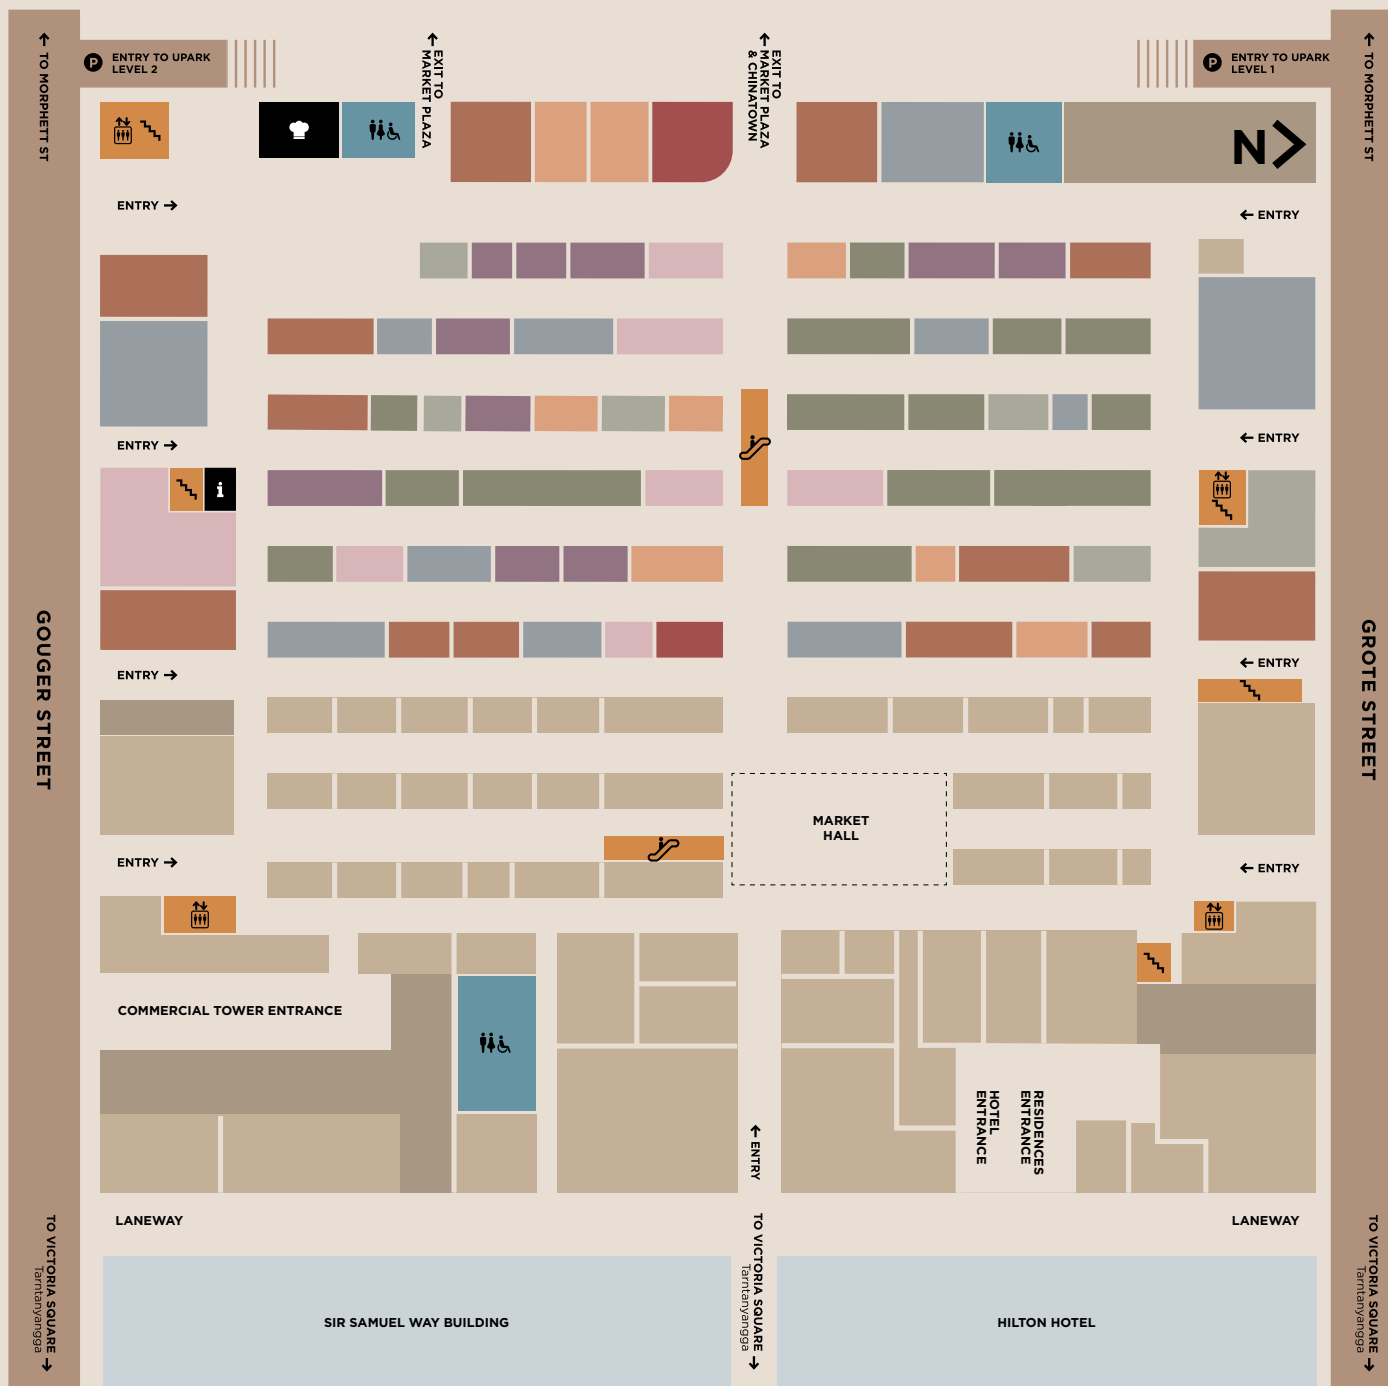 TO MORPHETT ST
P
ENTRY TO UPARK
LEVEL 2
EXIT TO
MARKET PLAZA
EXIT TO
MARKET PLAZA
& CHINATOWN
P
ENTRY TO UPARK
LEVEL 1
TO MORPHETT ST
N
ENTRY
ENTRY
ENTRY
ENTRY
i
GOUGER STREET
GROTE STREET
ENTRY
ENTRY
MARKET
HALL
ENTRY
ENTRY
COMMERCIAL TOWER ENTRANCE
HOTEL
ENTRANCE
RESIDENCES
ENTRANCE
ENTRY
LANEWAY
LANEWAY
TO VICTORIA SQUARE
Tarntanyangga
TO VICTORIA SQUARE
Tarntanyangga
TO VICTORIA SQUARE
Tarntanyangga
SIR SAMUEL WAY BUILDING
HILTON HOTEL